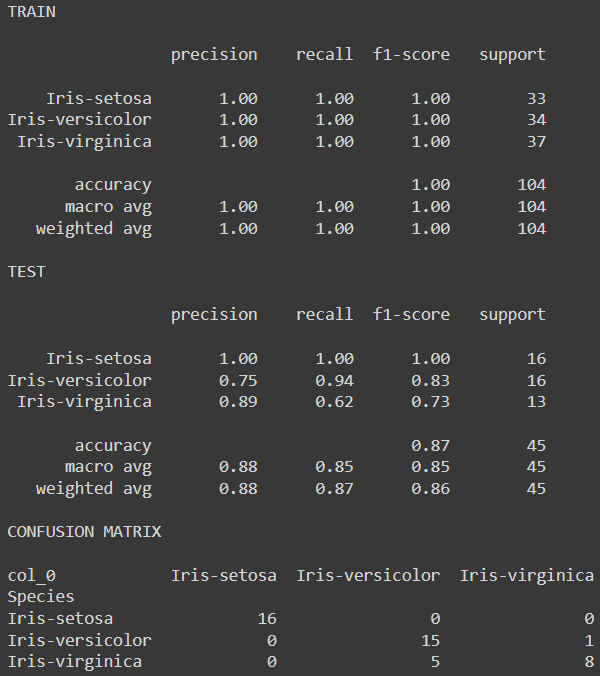 TRAIN
precision recall f1-score support
Iris-setosa 1.00 1.00 1.00 33
Iris-versicolor 1.00 1.00 1.00 34
Iris-virginica 1.00 1.00 1.00 37
accuracy 1.00 104
macro avg 1.00 1.00 1.00 104
weighted avg 1.00 1.00 1.00 104
TEST
precision recall f1-score support
Iris-setosa 1.00 1.00 1.00 16
Iris-versicolor 0.75 0.94 0.83 16
Iris-virginica 0.89 0.62 0.73 13
accuracy 0.87 45
macro avg 0.88 0.85 0.85 45
weighted avg 0.88 0.87 0.86 45
CONFUSION MATRIX
col_0 Iris-setosa Iris-versicolor Iris-virginica
Species
Iris-setosa 16 0 0
Iris-versicolor 0 15 1
Iris-virginica 0 5 8